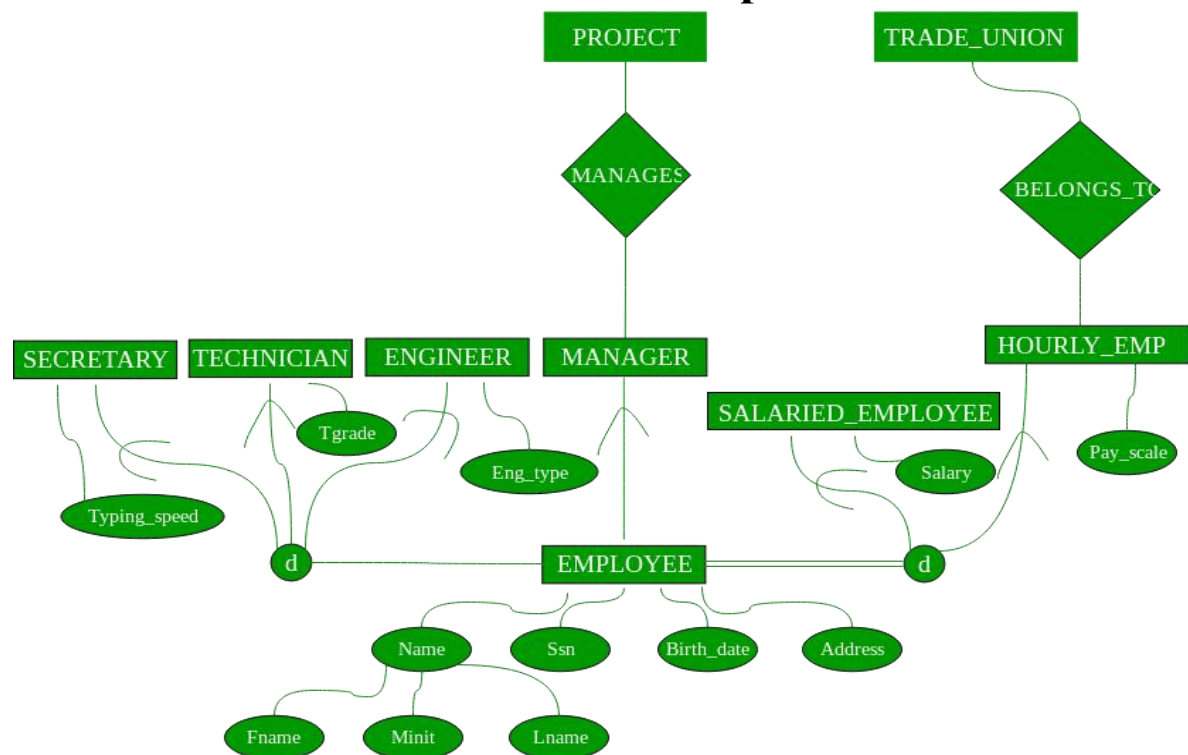 PROJECT
TRADE_UNION
MANAGES
BELONGS_TO
SECRETARY
TECHNICIAN
ENGINEER
MANAGER
HOURLY_EMP
SALARIED_EMPLOYEE
Tgrade
Eng_type
Salary
Pay_scale
Typing_speed
d
EMPLOYEE
d
Name
Ssn
Birth_date
Address
Fname
Minit
Lname